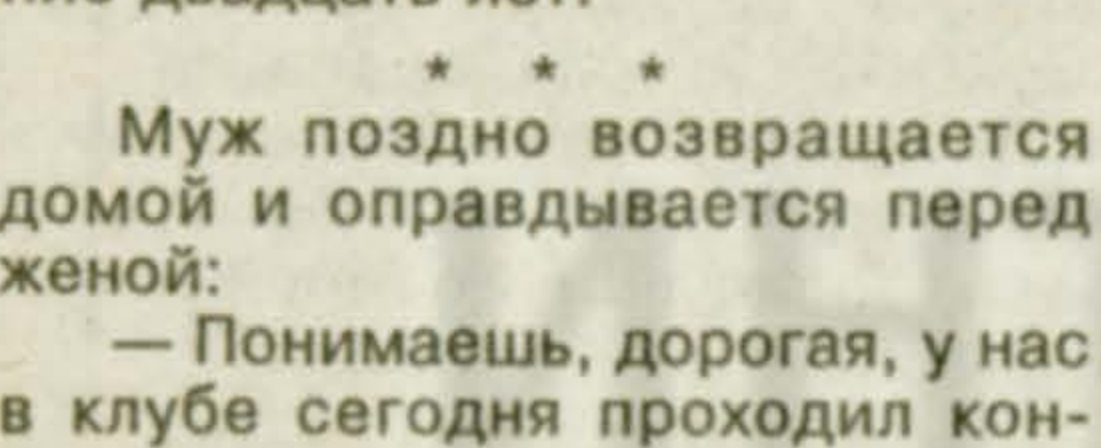 * * *
Муж поздно возвращается
домой и оправдывается перед
женой:
— Понимаешь, дорогая, у нас
в клубе сегодня проходил кон-